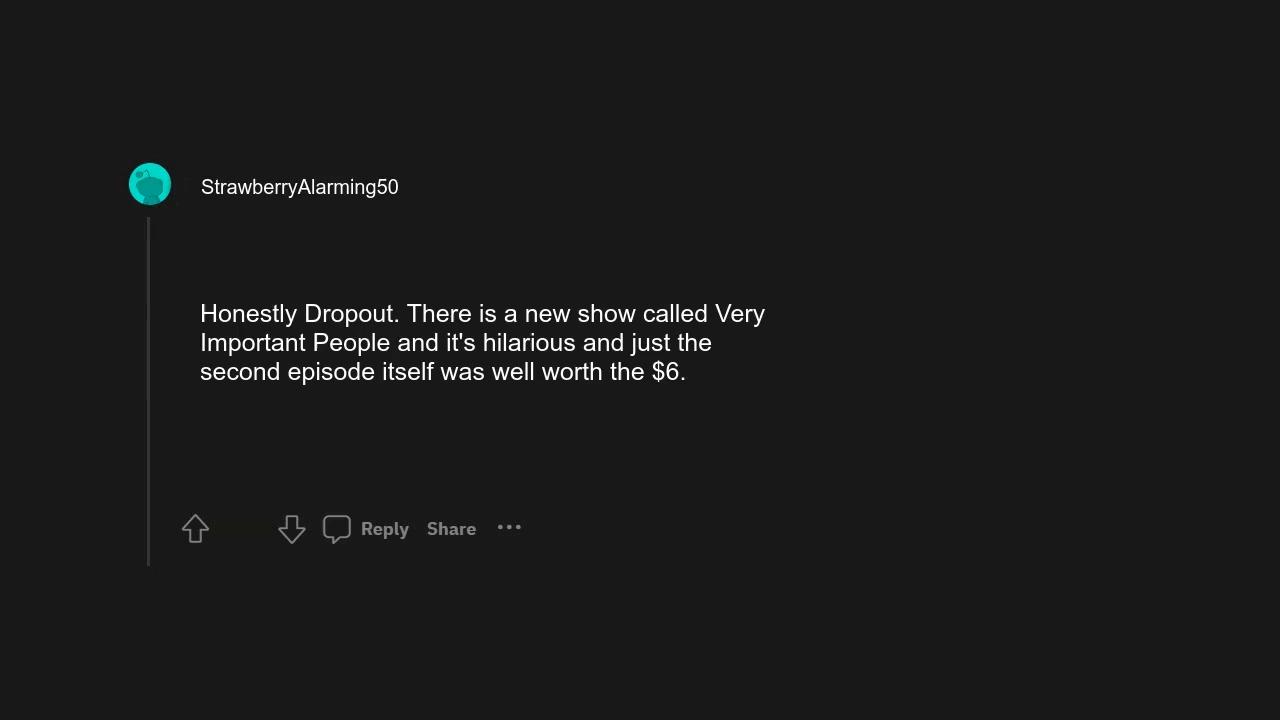 StrawberryAlarming50
Honestly Dropout. There is a new show called Very
Important People and it's hilarious and just the
second episode itself was well worth the $6.
Reply Share